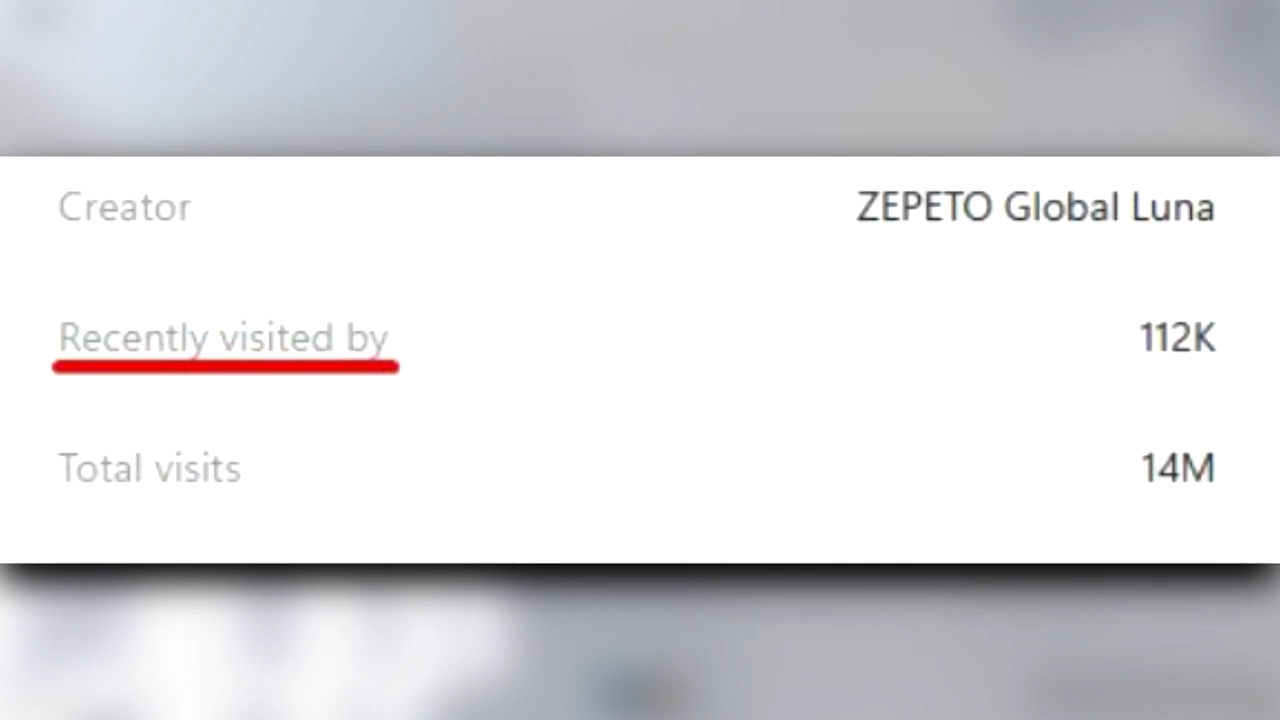 Creator ZEPETO Global Luna
Recently visited by 112K
Total visits 14M